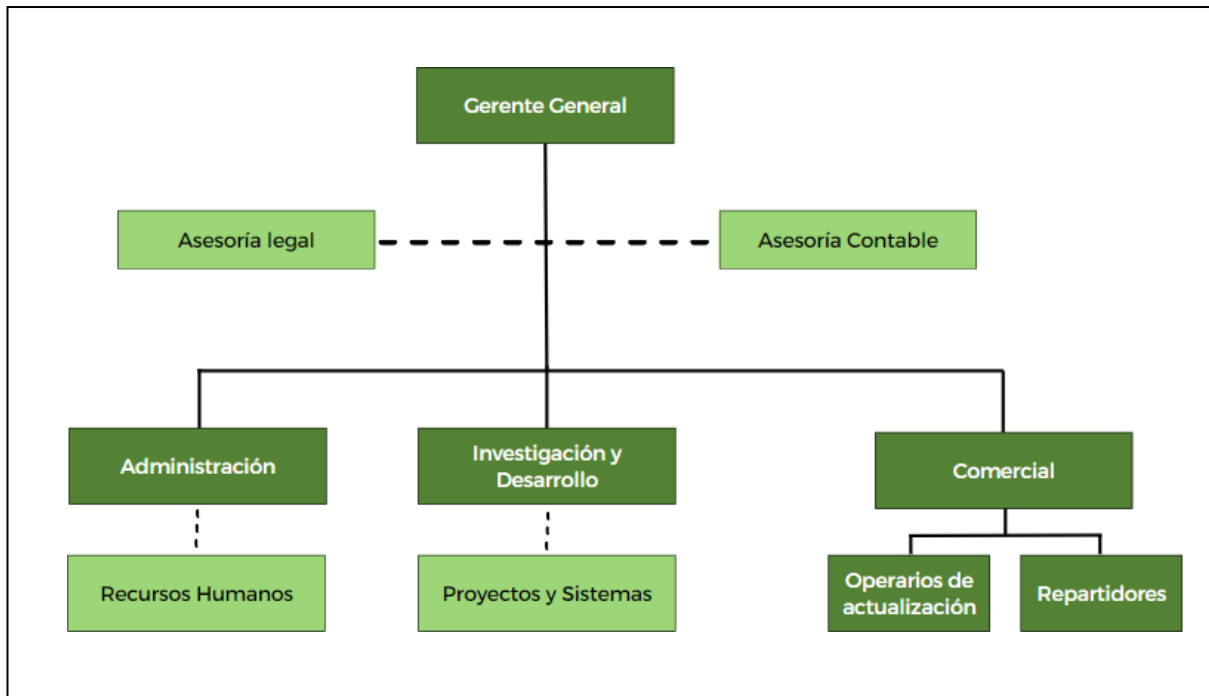 Gerente General
Asesoría legal
Asesoría Contable
Administración
Investigación y
Desarrollo
Comercial
Recursos Humanos
Proyectos y Sistemas
Operarios de
actualización
Repartidores